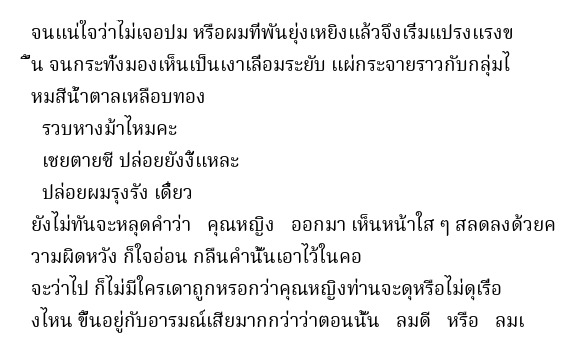 จนแน่ใจว่าไม่เจอปม หรือผมที่พันยุ่งเหยิงแล้วจึงเริ่มแปรงแรงข
ึ้น จนกระทั่งมองเห็นเป็นเงาเลื่อมระยับ แผ่กระจายราวกับกลุ่มไ
หมสีน้ำตาลเหลือบทอง
รวบหางม้าไหมคะ
เชยตายซี ปล่อยยังงี้แหละ
ปล่อยผมรุงรัง เดี๋ยว
ยังไม่ทันจะหลุดคำว่า คุณหญิง ออกมา เห็นหน้าใส ๆ สลดลงด้วยค
วามผิดหวัง ก็ใจอ่อน กลืนคำนั้นเอาไว้ในคอ
จะว่าไป ก็ไม่มีใครเดาถูกหรอกว่าคุณหญิงท่านจะดุหรือไม่ดุเรื่อ
งไหน ขึ้นอยู่กับอารมณ์เสียมากกว่าว่าตอนนั้น ลมดี หรือ ลมเ